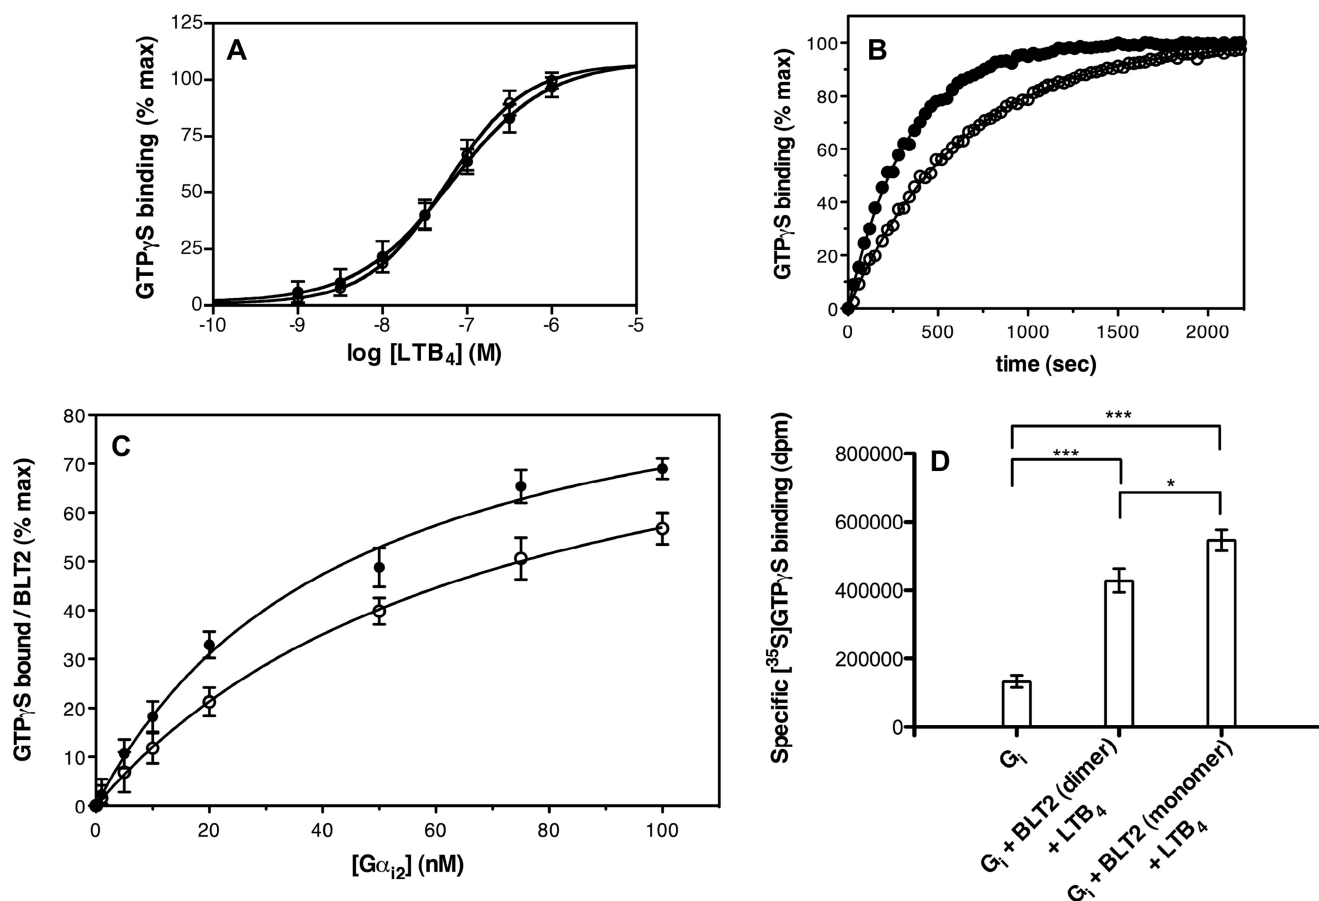 A
GTPγS binding (% max)
125
100
75
50
25
0
-10
-9
-8
-7
-6
-5
log [LTB4] (M)
B
GTPγS binding (% max)
100
80
60
40
20
0
0
500
1000
1500
2000
time (sec)
C
GTPγS bound / BLT2 (% max)
80
70
60
50
40
30
20
10
0
0
20
40
60
80
100
[Gαi2] (nM)
D
Specific [35S]GTPγS binding (dpm)
800000
600000
400000
200000
0
***
***
*
Gi
Gi + BLT2 (dimer)
+ LTB4
Gi + BLT2 (monomer)
+ LTB4